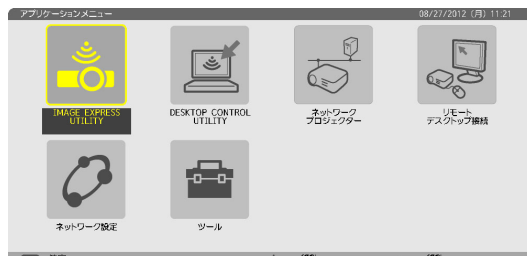 アプリケーションメニュー 08/27/2012 (月) 11:21
IMAGE EXPRESS
UTILITY
DESKTOP CONTROL
UTILITY
ネットワーク
プロジェクター
リモート
デスクトップ接続
ネットワーク設定
ツール